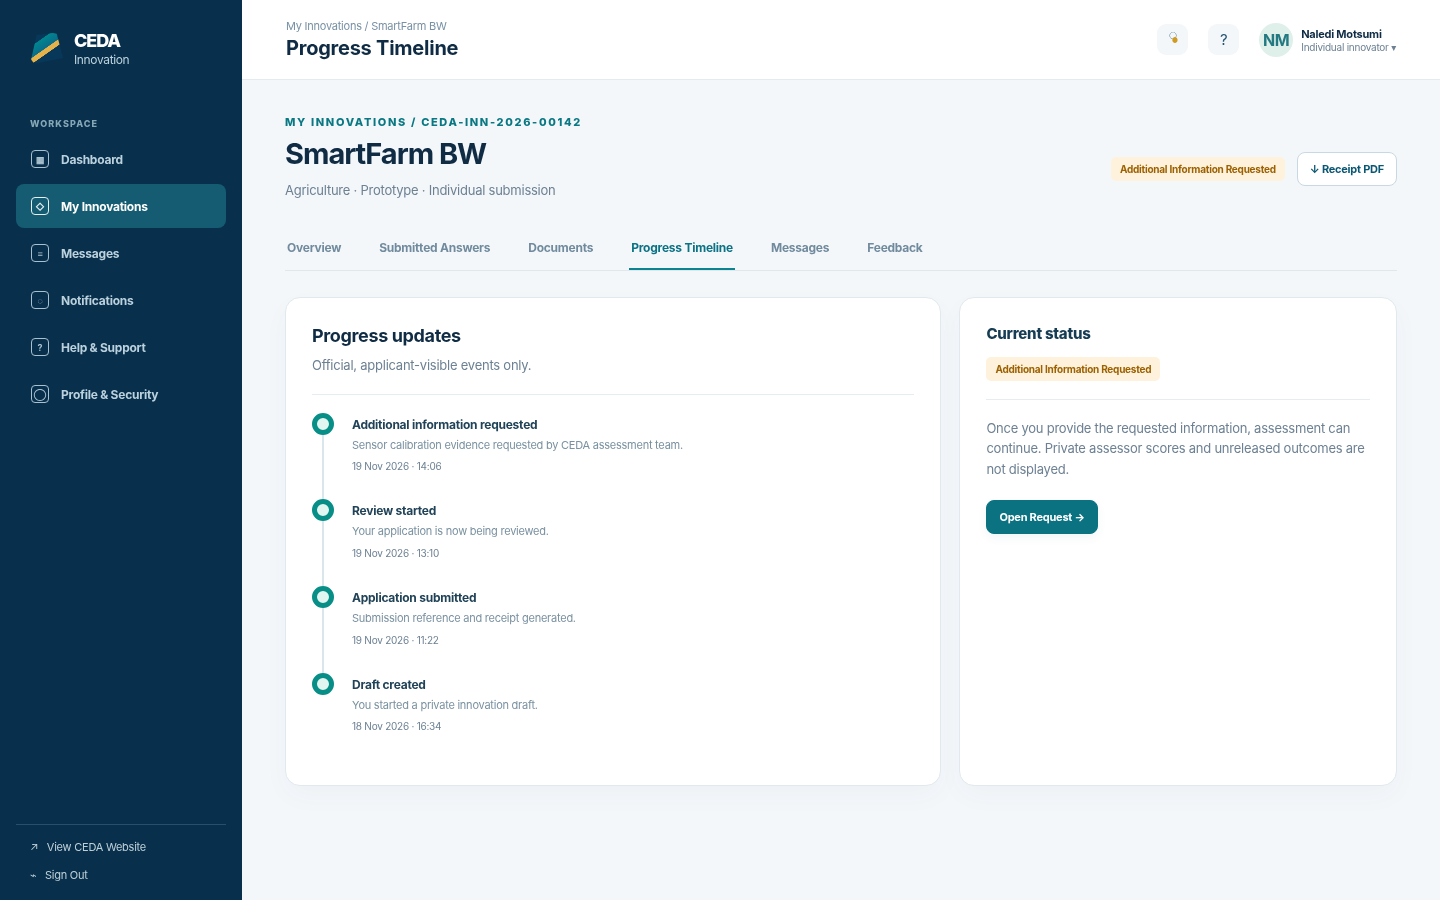 CEDA
Innovation
WORKSPACE
Dashboard
My Innovations
Messages
Notifications
? Help & Support
Profile & Security
↗ View CEDA Website
Sign Out
My Innovations / SmartFarm BW
Progress Timeline
?
NM
Naledi Motsumi
Individual innovator ▾
MY INNOVATIONS / CEDA-INN-2026-00142
SmartFarm BW
Agriculture · Prototype · Individual submission
Additional Information Requested
↓ Receipt PDF
Overview
Submitted Answers
Documents
Progress Timeline
Messages
Feedback
Progress updates
Official, applicant-visible events only.
Additional information requested
Sensor calibration evidence requested by CEDA assessment team.
19 Nov 2026 · 14:06
Review started
Your application is now being reviewed.
19 Nov 2026 · 13:10
Application submitted
Submission reference and receipt generated.
19 Nov 2026 · 11:22
Draft created
You started a private innovation draft.
18 Nov 2026 · 16:34
Current status
Additional Information Requested
Once you provide the requested information, assessment can
continue. Private assessor scores and unreleased outcomes are
not displayed.
Open Request →